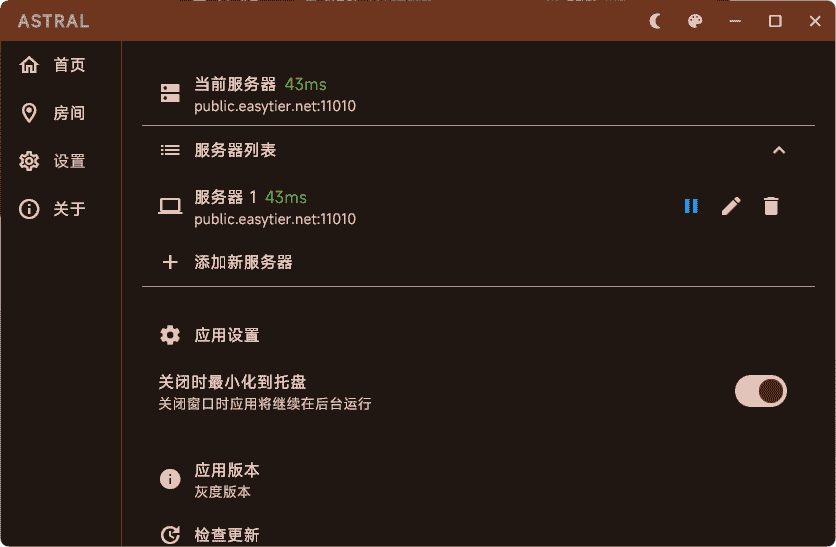 ASTRAL
首页
房间
设置
关于
当前服务器 43ms
public.easytier.net:11010
服务器列表
服务器 1 43ms
public.easytier.net:11010
添加新服务器
应用设置
关闭时最小化到托盘
关闭窗口时应用将继续在后台运行
应用版本
灰度版本
检查更新